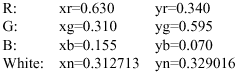 R: xr=0.630 yr=0.340
G: xg=0.310 yg=0.595
B: xb=0.155 yb=0.070
White: xn=0.312713 yn=0.329016